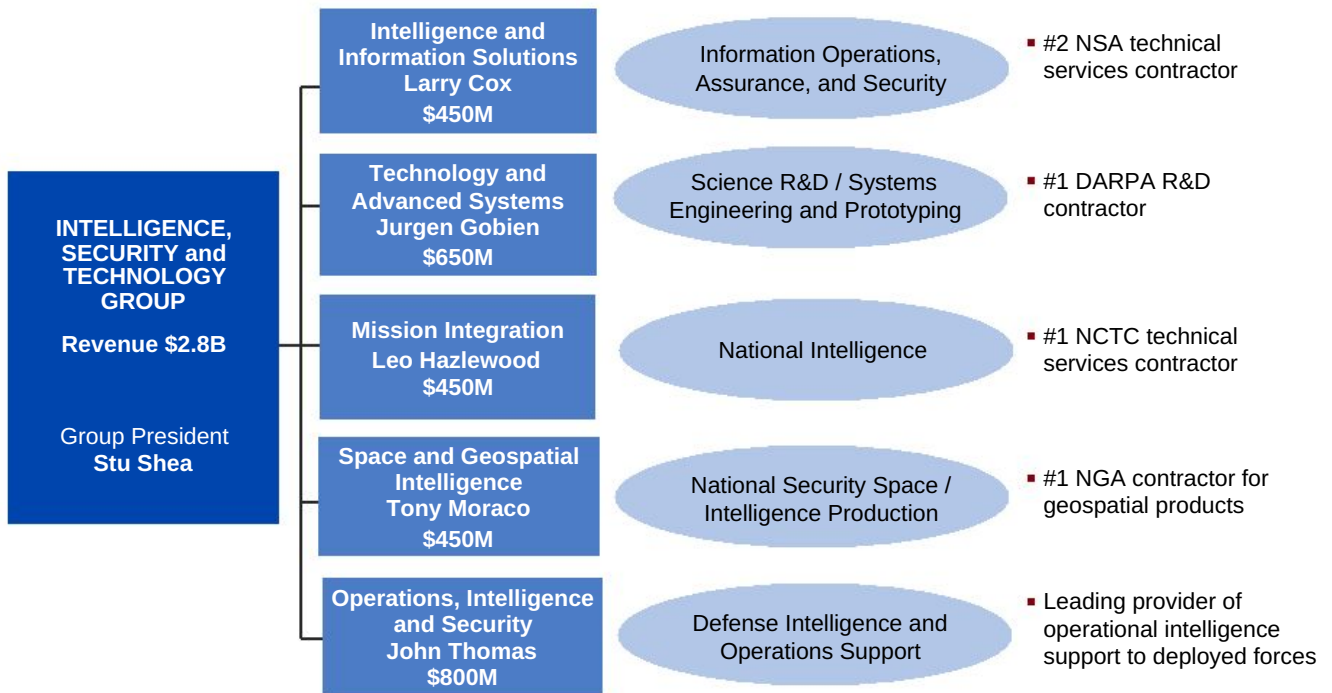 INTELLIGENCE,
SECURITY and
TECHNOLOGY
GROUP
Revenue $2.8B
Group President
Stu Shea
Intelligence and
Information Solutions
Larry Cox
$450M
Information Operations,
Assurance, and Security
▪ #2 NSA technical
services contractor
Technology and
Advanced Systems
Jurgen Gobien
$650M
Science R&D / Systems
Engineering and Prototyping
▪ #1 DARPA R&D
contractor
Mission Integration
Leo Hazlewood
$450M
National Intelligence
▪ #1 NCTC technical
services contractor
Space and Geospatial
Intelligence
Tony Moraco
$450M
National Security Space /
Intelligence Production
▪ #1 NGA contractor for
geospatial products
Operations, Intelligence
and Security
John Thomas
$800M
Defense Intelligence and
Operations Support
▪ Leading provider of
operational intelligence
support to deployed forces